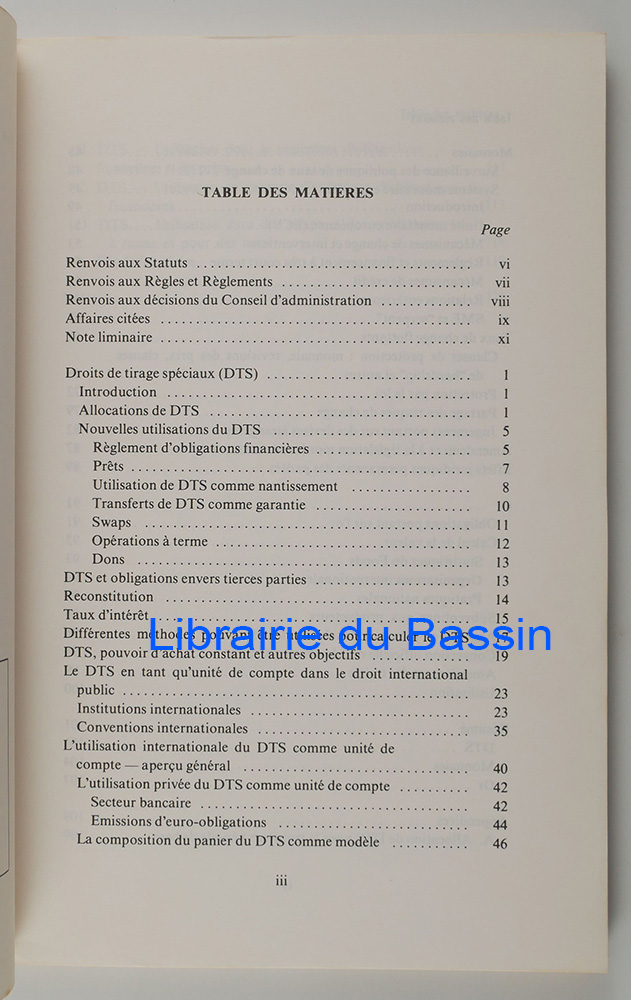 TABLE DES MATIERES
Page
Renvois aux Statuts ........ vi
Renvois aux Règles et Règlements ........ vii
Renvois aux décisions du Conseil d'administration ........ viii
Affaires citées ........ ix
Note liminaire ........ xi
Droits de tirage spéciaux (DTS) ........ 1
Introduction ........ 1
Allocations de DTS ........ 1
Nouvelles utilisations du DTS ........ 5
Règlement d'obligations financières ........ 5
Prêts ........ 7
Utilisation de DTS comme nantissement ........ 8
Transferts de DTS comme garantie ........ 10
Swaps ........ 11
Opérations à terme ........ 12
Dons ........ 13
DTS et obligations envers tierces parties ........ 13
Reconstitution ........ 14
Taux d'intérêt ........ 15
Différentes méthodes pouvant être utilisées pour calculer le DTS 17
Librairie du Bassin
DTS, pouvoir d'achat constant et autres objectifs ........ 19
Le DTS en tant qu'unité de compte dans le droit international
public ........ 23
Institutions internationales ........ 23
Conventions internationales ........ 35
L'utilisation internationale du DTS comme unité de
compte — aperçu général ........ 40
L'utilisation privée du DTS comme unité de compte ........ 42
Secteur bancaire ........ 42
Emissions d'euro-obligations ........ 44
La composition du panier du DTS comme modèle ........ 46
iii